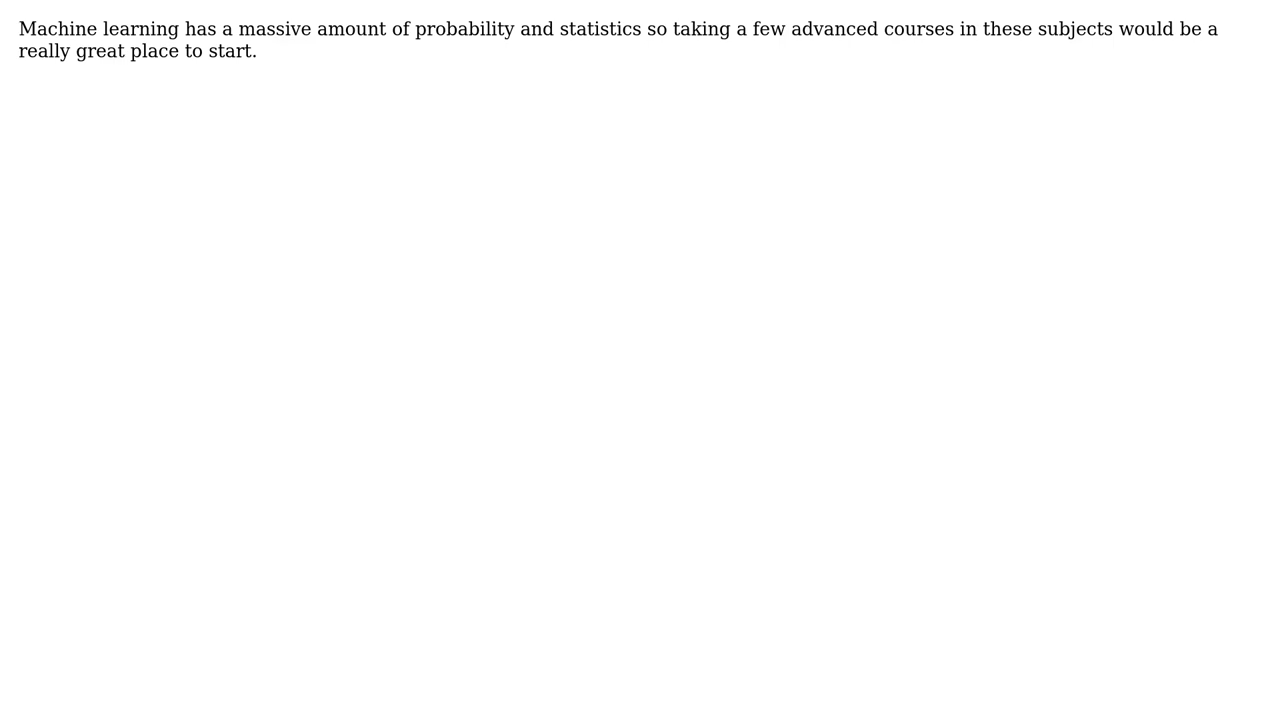 Machine learning has a massive amount of probability and statistics so taking a few advanced courses in these subjects would be a
really great place to start.